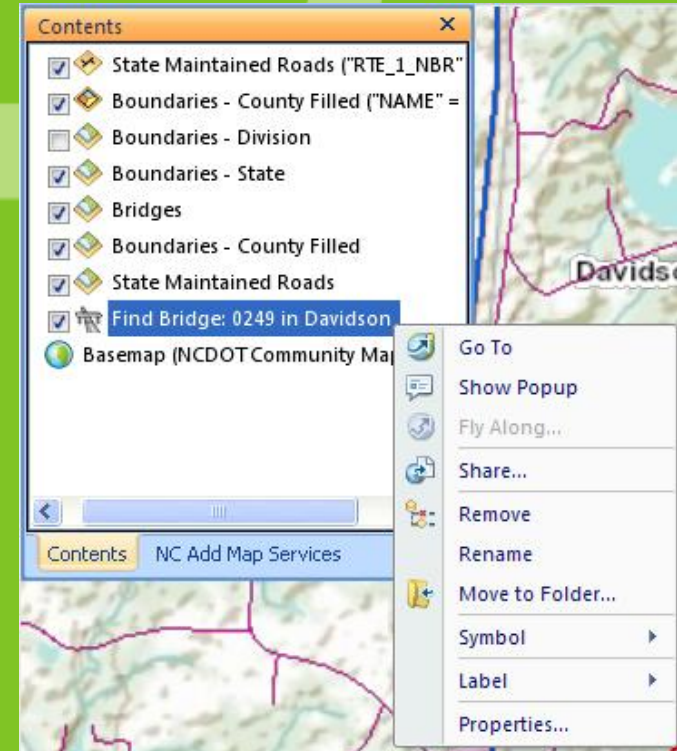 Contents
State Maintained Roads ("RTE_1_NBR"
Boundaries - County Filled ("NAME" =
Boundaries - Division
Boundaries - State
Bridges
Boundaries - County Filled
State Maintained Roads
Find Bridge: 0249 in Davidson
Basemap (NCDOT Community Map
Contents
NC Add Map Services
Davidso
Go To
Show Popup
Fly Along...
Share...
Remove
Rename
Move to Folder...
Symbol
Label
Properties...